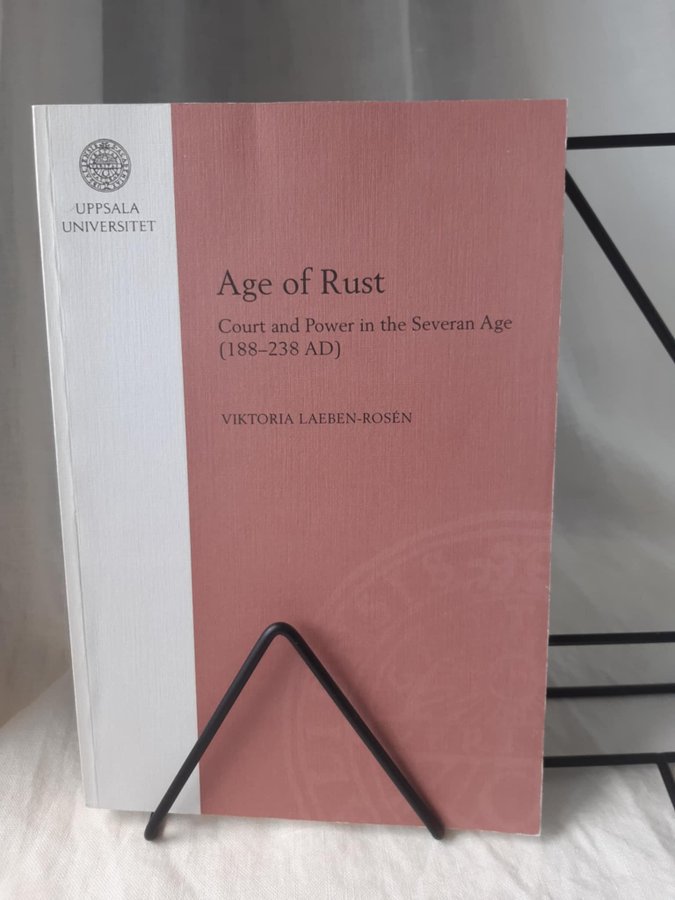 UPPSALA
UNIVERSITET
Age of Rust
Court and Power in the Severan Age
(188–238 AD)
VIKTORIA LAEBEN-ROSÉN